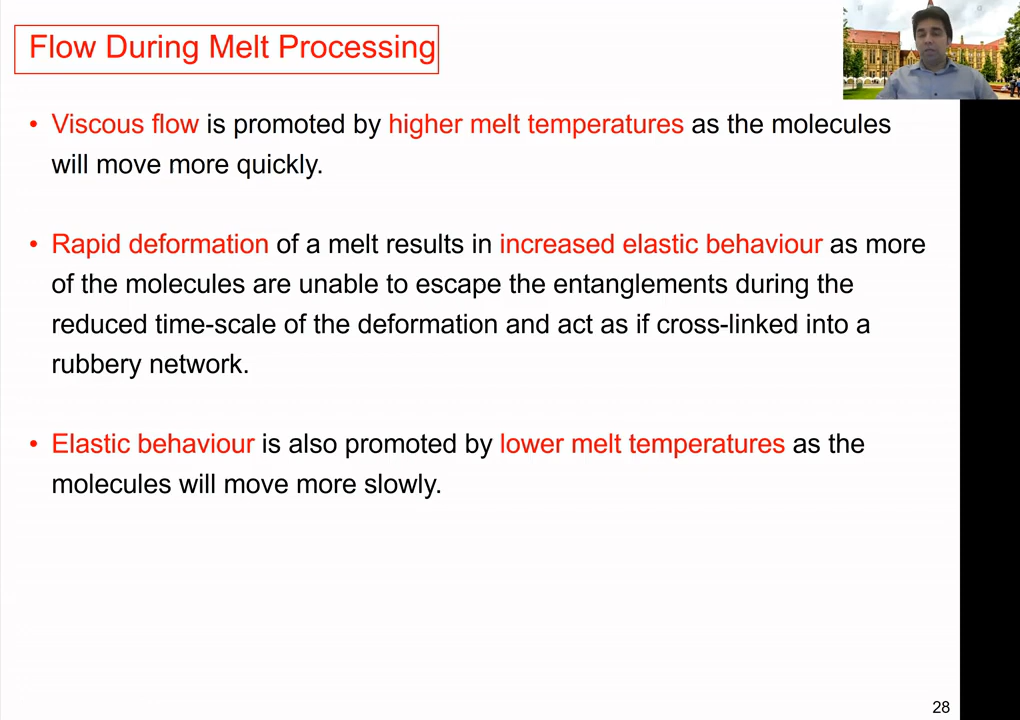 Flow During Melt Processing
• Viscous flow is promoted by higher melt temperatures as the molecules
will move more quickly.
• Rapid deformation of a melt results in increased elastic behaviour as more
of the molecules are unable to escape the entanglements during the
reduced time-scale of the deformation and act as if cross-linked into a
rubbery network.
• Elastic behaviour is also promoted by lower melt temperatures as the
molecules will move more slowly.
28